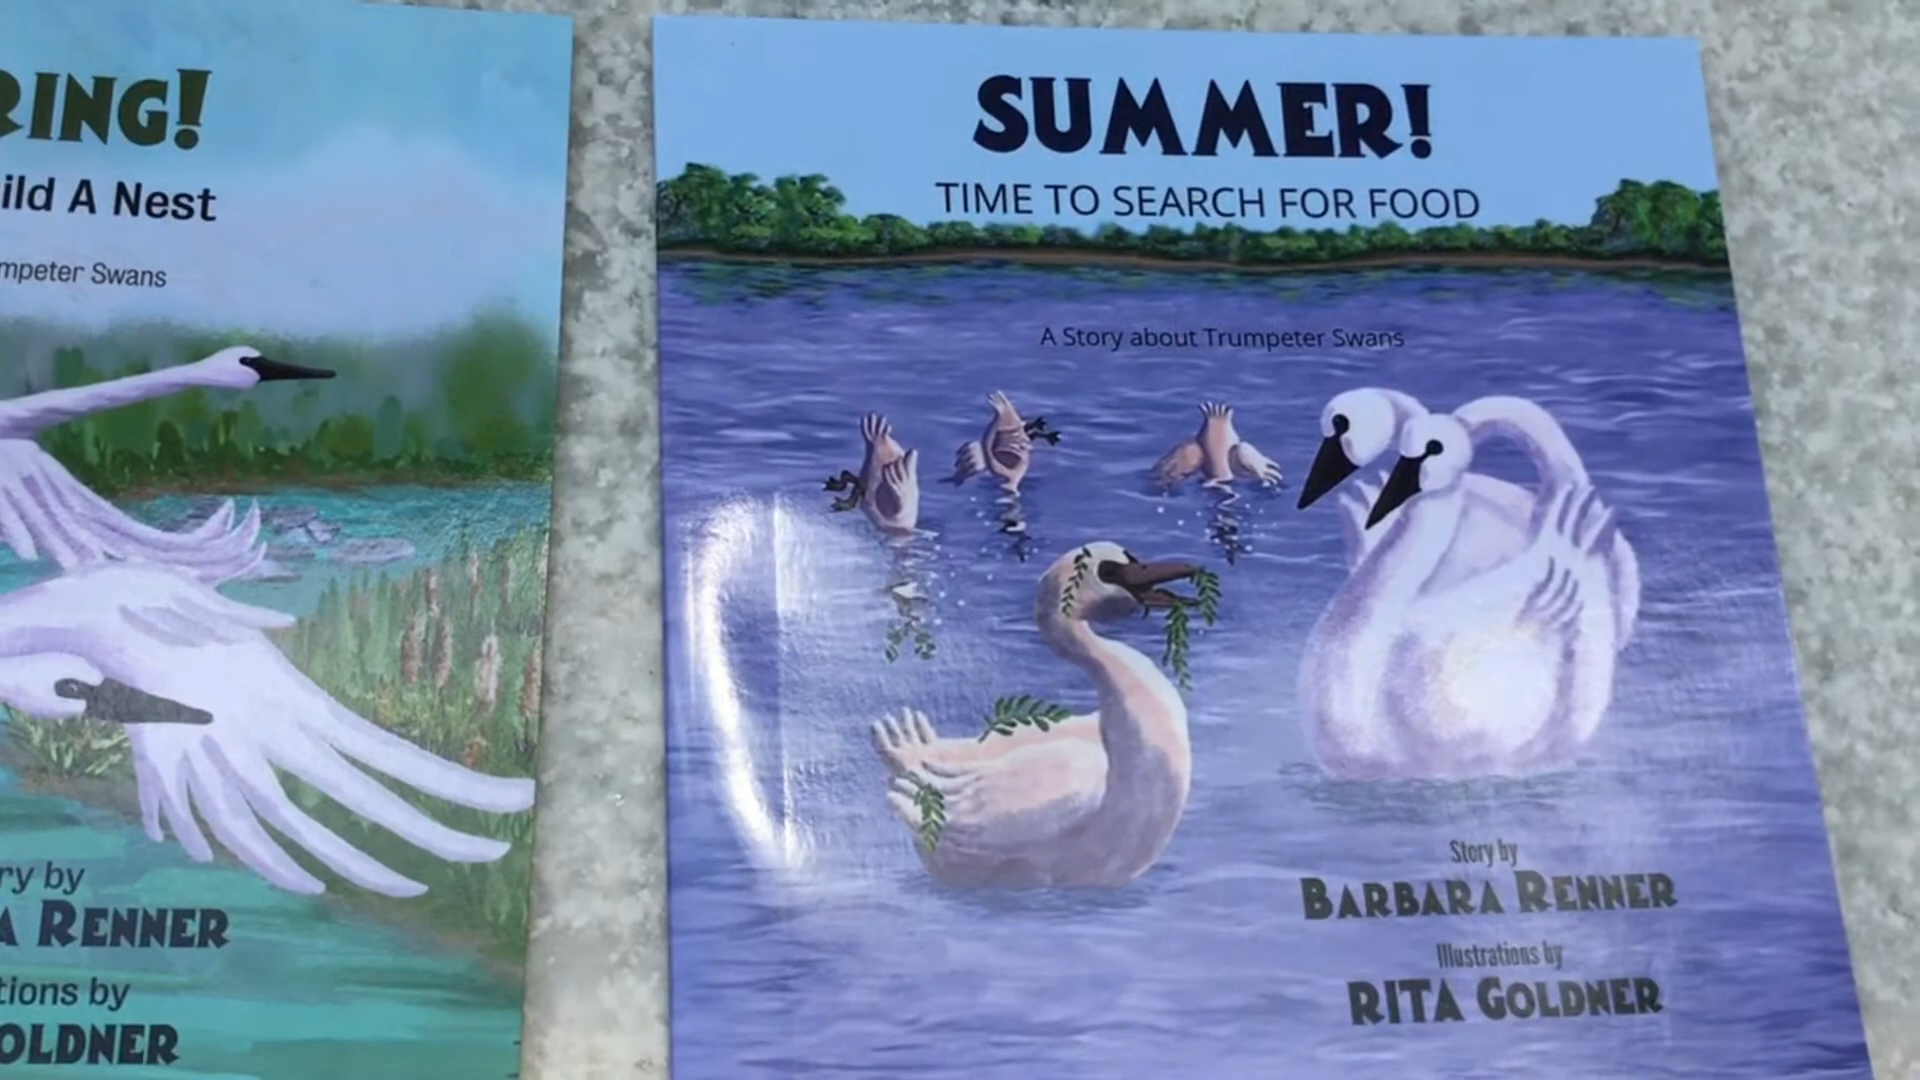 RING!
ild A Nest
mpeter Swans
ry by
A RENNER
tions by
OLDNER
SUMMER!
TIME TO SEARCH FOR FOOD
A Story about Trumpeter Swans
Story by
BARBARA RENNER
Illustrations by
RITA GOLDNER